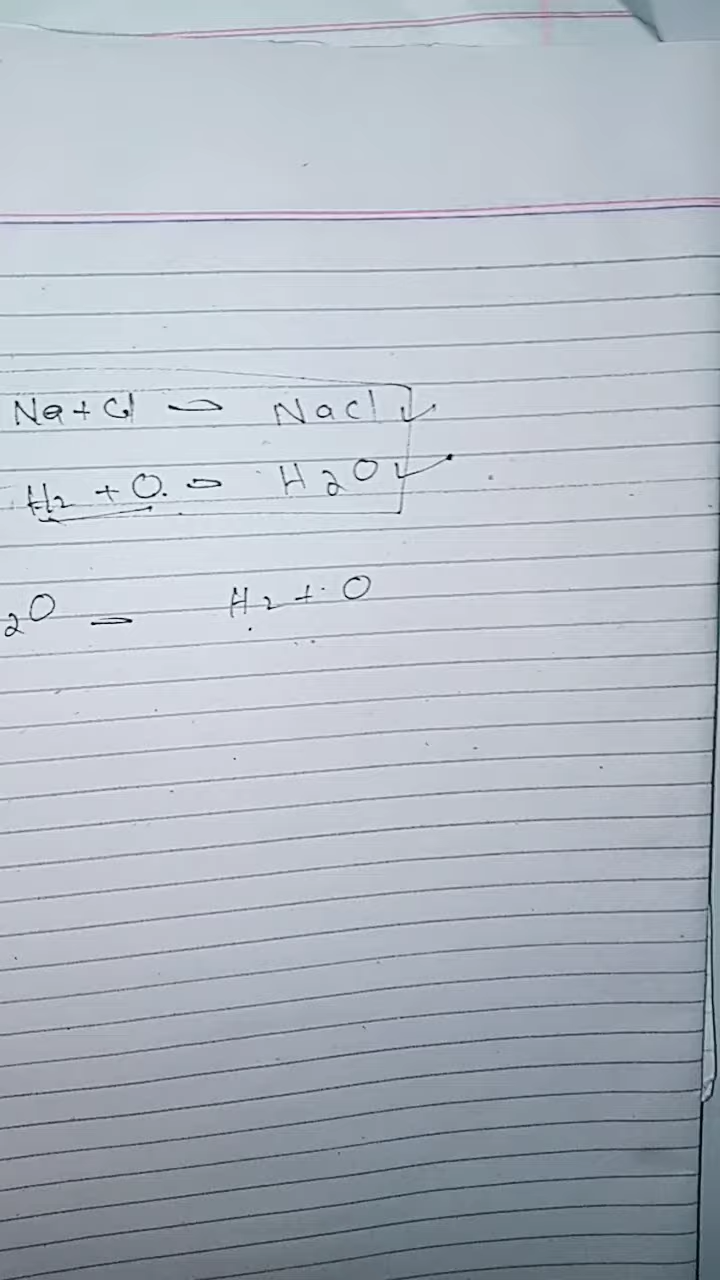 Na + Cl → NaCl
H2 + O → H2O
2O = H2 + O